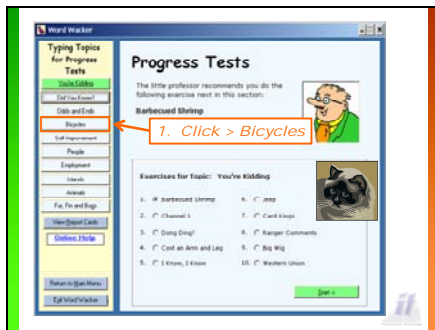 Word Wacker
Typing Topics
for Progress
Tests
You're Kidding
Did You Know?
Odds and Ends
Bicycles
Self Improvement
People
Employment
Islands
Animals
Fur, Fin and Bugs
View Report Cards
Online Help
Return to Main Menu
Exit Word Wacker
Progress Tests
The little professor recommends you do the
following exercise next in this section:
Barbecued Shrimp
1. Click > Bicycles
Exercises for Topic: You're Kidding
1. Barbecued Shrimp
2. Channel 1
3. Dong Ding?
4. Cost an Arm and Leg
5. I Know, I Know
6. Jeep
7. Card Kings
8. Ranger Comments
9. Big Wig
10. Western Union
Start >
it